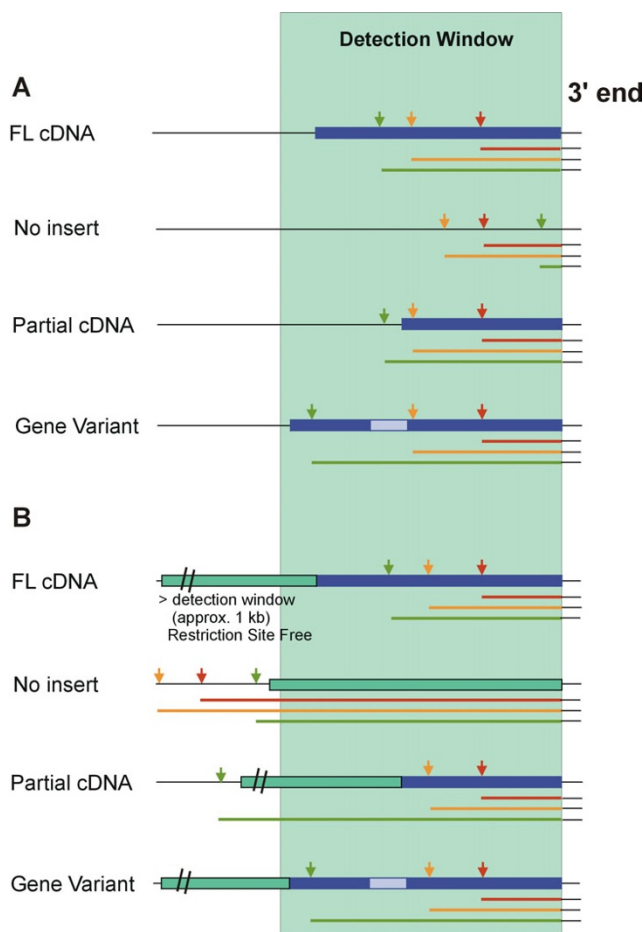 Detection Window
A
3' end
FL cDNA
No insert
Partial cDNA
Gene Variant
B
FL cDNA
> detection window
(approx. 1 kb)
Restriction Site Free
No insert
Partial cDNA
Gene Variant